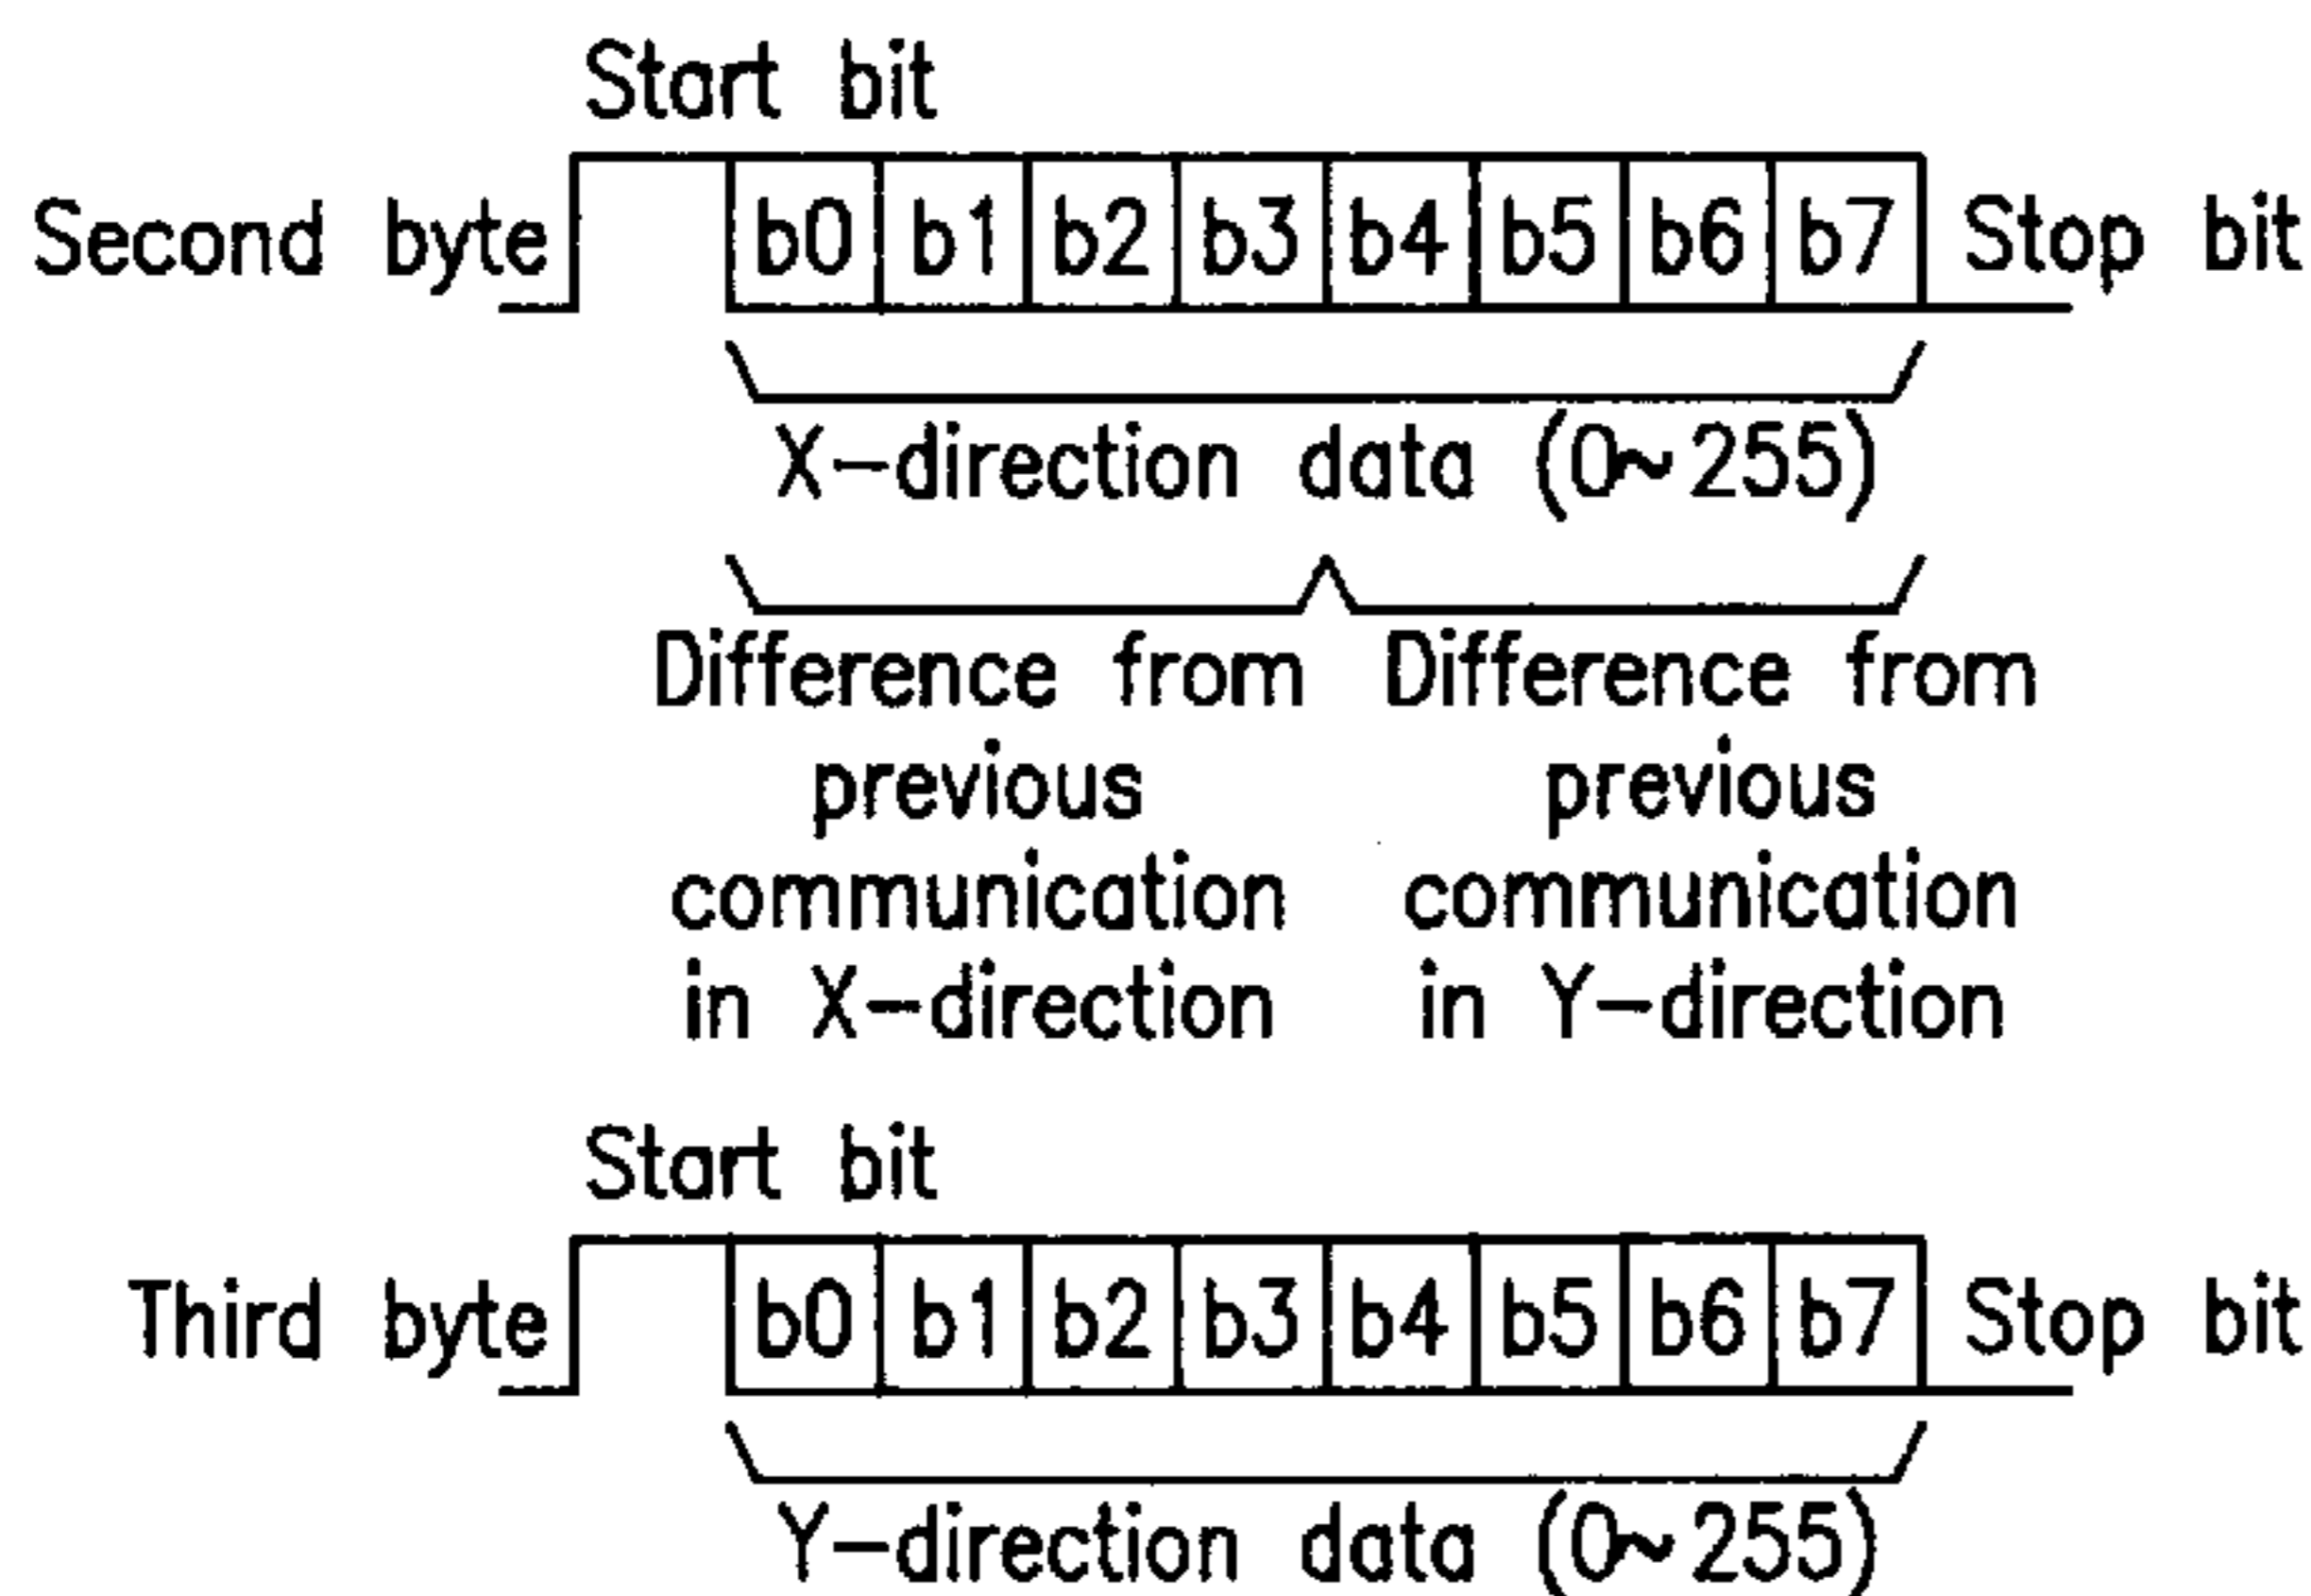 Start bit
Second byte b0 b1 b2 b3 b4 b5 b6 b7 Stop bit
X-direction data (0~255)
Difference from
previous
communication
in X-direction
Difference from
previous
communication
in Y-direction
Start bit
Third byte b0 b1 b2 b3 b4 b5 b6 b7 Stop bit
Y-direction data (0~255)